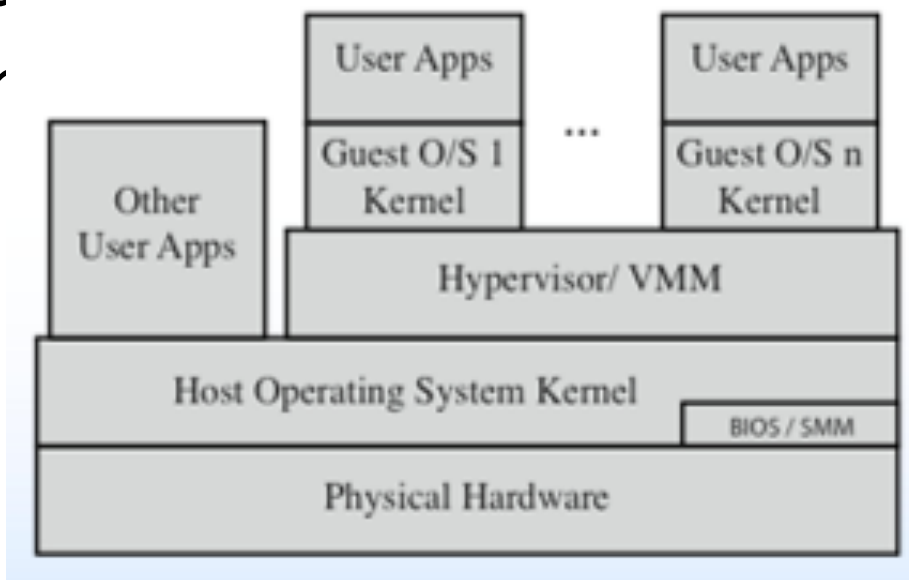 User Apps
User Apps
...
Guest O/S 1
Kernel
Guest O/S n
Kernel
Other
User Apps
Hypervisor/ VMM
Host Operating System Kernel
BIOS / SMM
Physical Hardware